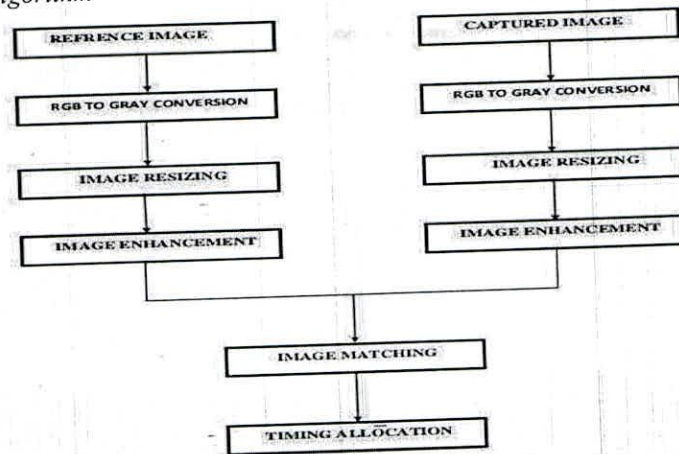 REFRENCE IMAGE
RGB TO GRAY CONVERSION
IMAGE RESIZING
IMAGE ENHANCEMENT
CAPTURED IMAGE
RGB TO GRAY CONVERSION
IMAGE RESIZING
IMAGE ENHANCEMENT
IMAGE MATCHING
TIMING ALLOCATION